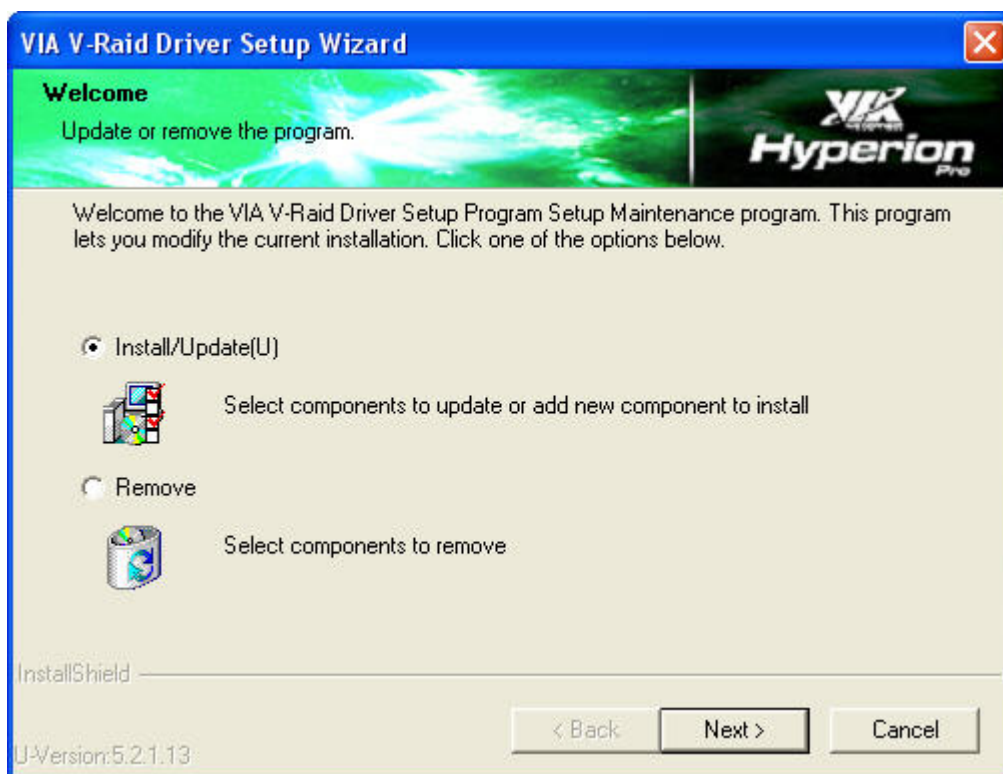 VIA V-Raid Driver Setup Wizard
Welcome
Update or remove the program.
VIA
Hyperion
Pro
Welcome to the VIA V-Raid Driver Setup Program Setup Maintenance program. This program
lets you modify the current installation. Click one of the options below.
Install/Update(U)
Select components to update or add new component to install
Remove
Select components to remove
InstallShield
< Back
Next >
Cancel
U-Version:5.2.1.13